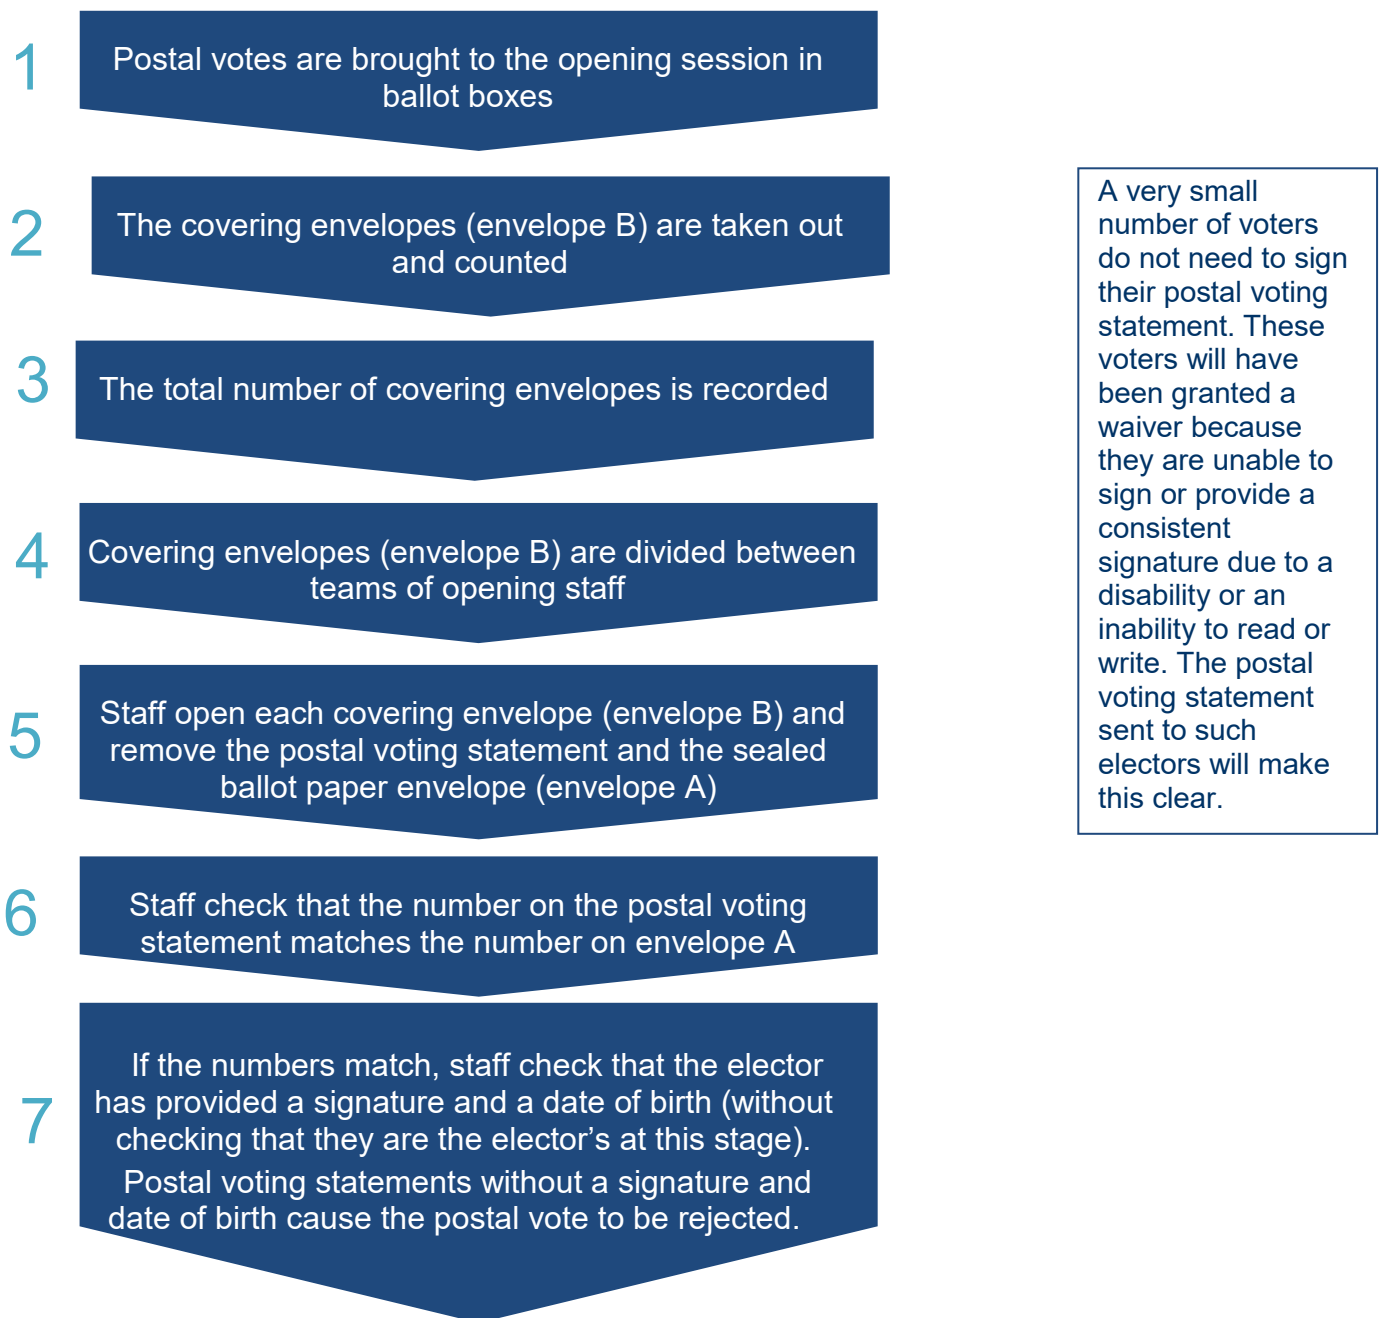 1
Postal votes are brought to the opening session in
ballot boxes
2
The covering envelopes (envelope B) are taken out
and counted
3
The total number of covering envelopes is recorded
4
Covering envelopes (envelope B) are divided between
teams of opening staff
5
Staff open each covering envelope (envelope B) and
remove the postal voting statement and the sealed
ballot paper envelope (envelope A)
6
Staff check that the number on the postal voting
statement matches the number on envelope A
7
If the numbers match, staff check that the elector
has provided a signature and a date of birth (without
checking that they are the elector’s at this stage).
Postal voting statements without a signature and
date of birth cause the postal vote to be rejected.
A very small
number of voters
do not need to sign
their postal voting
statement. These
voters will have
been granted a
waiver because
they are unable to
sign or provide a
consistent
signature due to a
disability or an
inability to read or
write. The postal
voting statement
sent to such
electors will make
this clear.